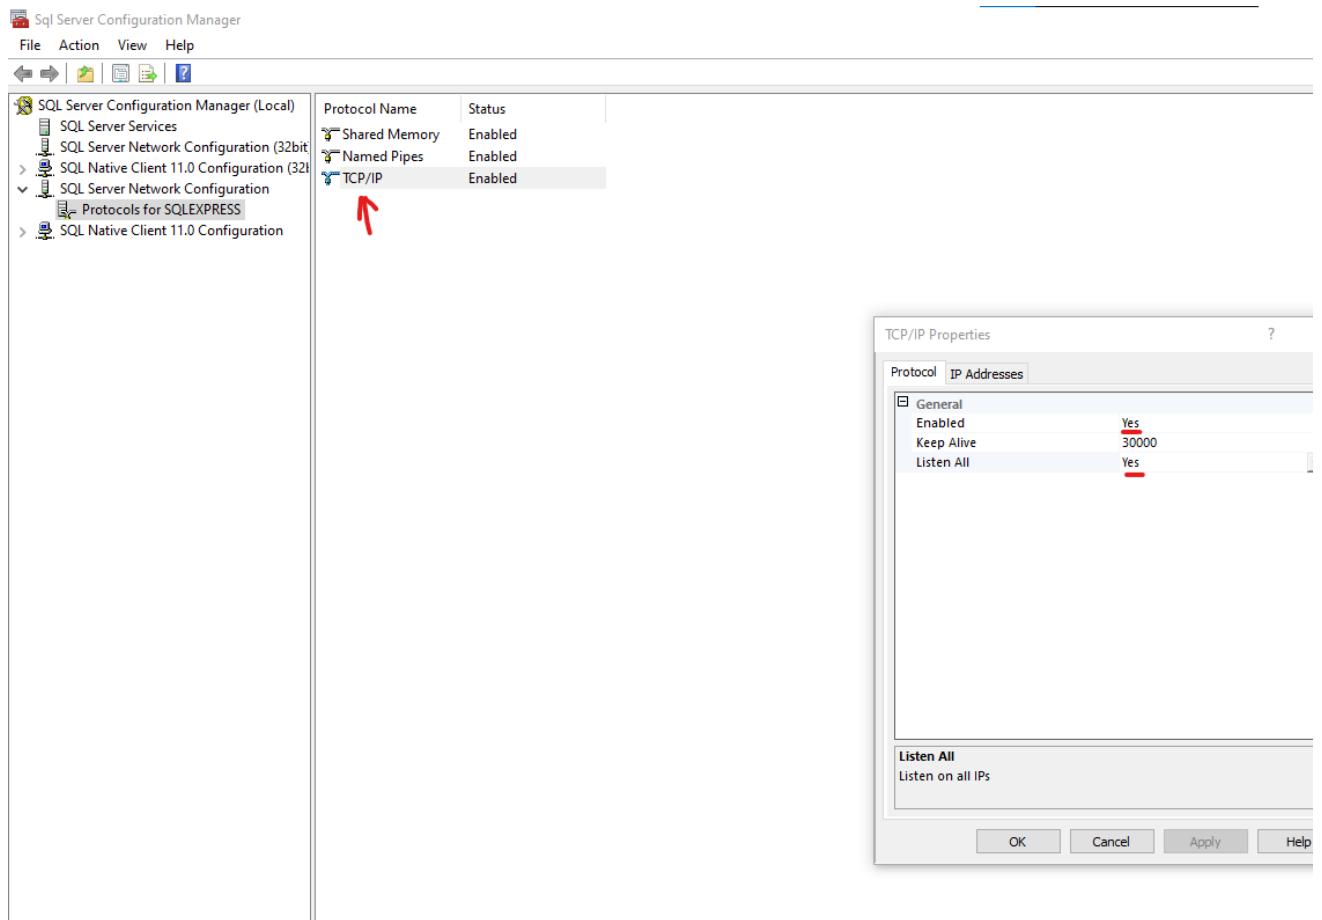 Sql Server Configuration Manager
File Action View Help
SQL Server Configuration Manager (Local)
SQL Server Services
SQL Server Network Configuration (32bit
SQL Native Client 11.0 Configuration (32b
SQL Server Network Configuration
Protocols for SQLEXPRESS
SQL Native Client 11.0 Configuration
Protocol Name Status
Shared Memory Enabled
Named Pipes Enabled
TCP/IP Enabled
TCP/IP Properties ?
Protocol IP Addresses
General
Enabled Yes
Keep Alive 30000
Listen All Yes
Listen All
Listen on all IPs
OK Cancel Apply Help